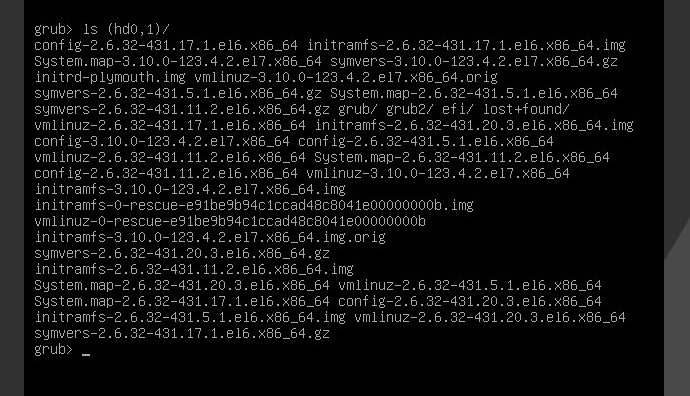 grub> ls (hd0,1)/
config-2.6.32-431.17.1.el6.x86_64 initramfs-2.6.32-431.17.1.el6.x86_64.img
System.map-3.10.0-123.4.2.el7.x86_64 symvers-3.10.0-123.4.2.el7.x86_64.gz
initrd-plymouth.img vmlinuz-3.10.0-123.4.2.el7.x86_64.orig
symvers-2.6.32-431.5.1.el6.x86_64.gz System.map-2.6.32-431.5.1.el6.x86_64
symvers-2.6.32-431.11.2.el6.x86_64.gz grub/ grub2/ efi/ lost+found/
vmlinuz-2.6.32-431.17.1.el6.x86_64 initramfs-2.6.32-431.20.3.el6.x86_64.img
config-3.10.0-123.4.2.el7.x86_64 config-2.6.32-431.5.1.el6.x86_64
vmlinuz-2.6.32-431.11.2.el6.x86_64 System.map-2.6.32-431.11.2.el6.x86_64
config-2.6.32-431.11.2.el6.x86_64 vmlinuz-3.10.0-123.4.2.el7.x86_64
initramfs-3.10.0-123.4.2.el7.x86_64.img
initramfs-0-rescue-e91be9b94c1ccad48c8041e00000000b.img
vmlinuz-0-rescue-e91be9b94c1ccad48c8041e00000000b
initramfs-3.10.0-123.4.2.el7.x86_64.img.orig
symvers-2.6.32-431.20.3.el6.x86_64.gz
initramfs-2.6.32-431.11.2.el6.x86_64.img
System.map-2.6.32-431.20.3.el6.x86_64 vmlinuz-2.6.32-431.5.1.el6.x86_64
System.map-2.6.32-431.17.1.el6.x86_64 config-2.6.32-431.20.3.el6.x86_64
initramfs-2.6.32-431.5.1.el6.x86_64.img vmlinuz-2.6.32-431.20.3.el6.x86_64
symvers-2.6.32-431.17.1.el6.x86_64.gz
grub> _